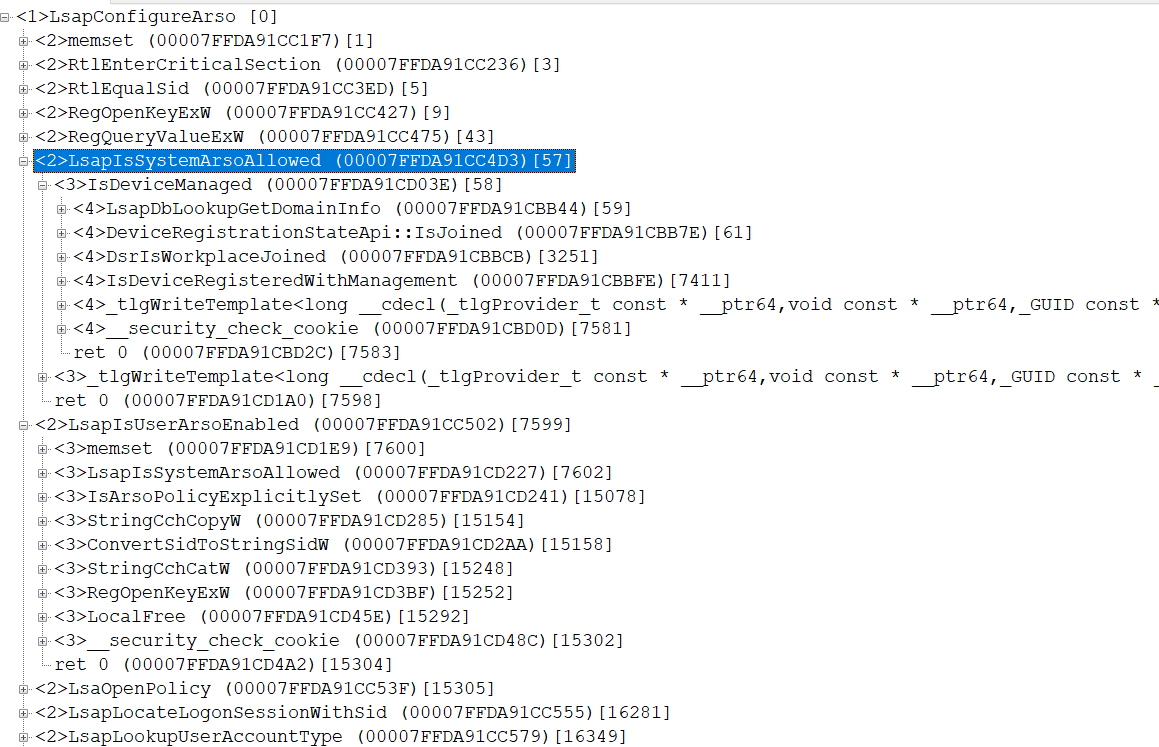 <1>LsapConfigureArso [0]
<2>memset (00007FFDA91CC1F7)[1]
<2>RtlEnterCriticalSection (00007FFDA91CC236)[3]
<2>RtlEqualSid (00007FFDA91CC3ED)[5]
<2>RegOpenKeyExW (00007FFDA91CC427)[9]
<2>RegQueryValueExW (00007FFDA91CC475)[43]
<2>LsapIsSystemArsoAllowed (00007FFDA91CC4D3)[57]
<3>IsDeviceManaged (00007FFDA91CD03E)[58]
<4>LsapDbLookupGetDomainInfo (00007FFDA91CBB44)[59]
<4>DeviceRegistrationStateApi::IsJoined (00007FFDA91CBB7E)[61]
<4>DsrIsWorkplaceJoined (00007FFDA91CBBCB)[3251]
<4>IsDeviceRegisteredWithManagement (00007FFDA91CBBFE)[7411]
<4>_tlgWriteTemplate<long __cdecl(_tlgProvider_t const * __ptr64,void const * __ptr64,_GUID const *
<4>__security_check_cookie (00007FFDA91CBD0D)[7581]
ret 0 (00007FFDA91CBD2C)[7583]
<3>_tlgWriteTemplate<long __cdecl(_tlgProvider_t const * __ptr64,void const * __ptr64,_GUID const * _
ret 0 (00007FFDA91CD1A0)[7598]
<2>LsapIsUserArsoEnabled (00007FFDA91CC502)[7599]
<3>memset (00007FFDA91CD1E9)[7600]
<3>LsapIsSystemArsoAllowed (00007FFDA91CD227)[7602]
<3>IsArsoPolicyExplicitlySet (00007FFDA91CD241)[15078]
<3>StringCchCopyW (00007FFDA91CD285)[15154]
<3>ConvertSidToStringSidW (00007FFDA91CD2AA)[15158]
<3>StringCchCatW (00007FFDA91CD393)[15248]
<3>RegOpenKeyExW (00007FFDA91CD3BF)[15252]
<3>LocalFree (00007FFDA91CD45E)[15292]
<3>__security_check_cookie (00007FFDA91CD48C)[15302]
ret 0 (00007FFDA91CD4A2)[15304]
<2>LsaOpenPolicy (00007FFDA91CC53F)[15305]
<2>LsapLocateLogonSessionWithSid (00007FFDA91CC555)[16281]
<2>LsapLookupUserAccountType (00007FFDA91CC579)[16349]